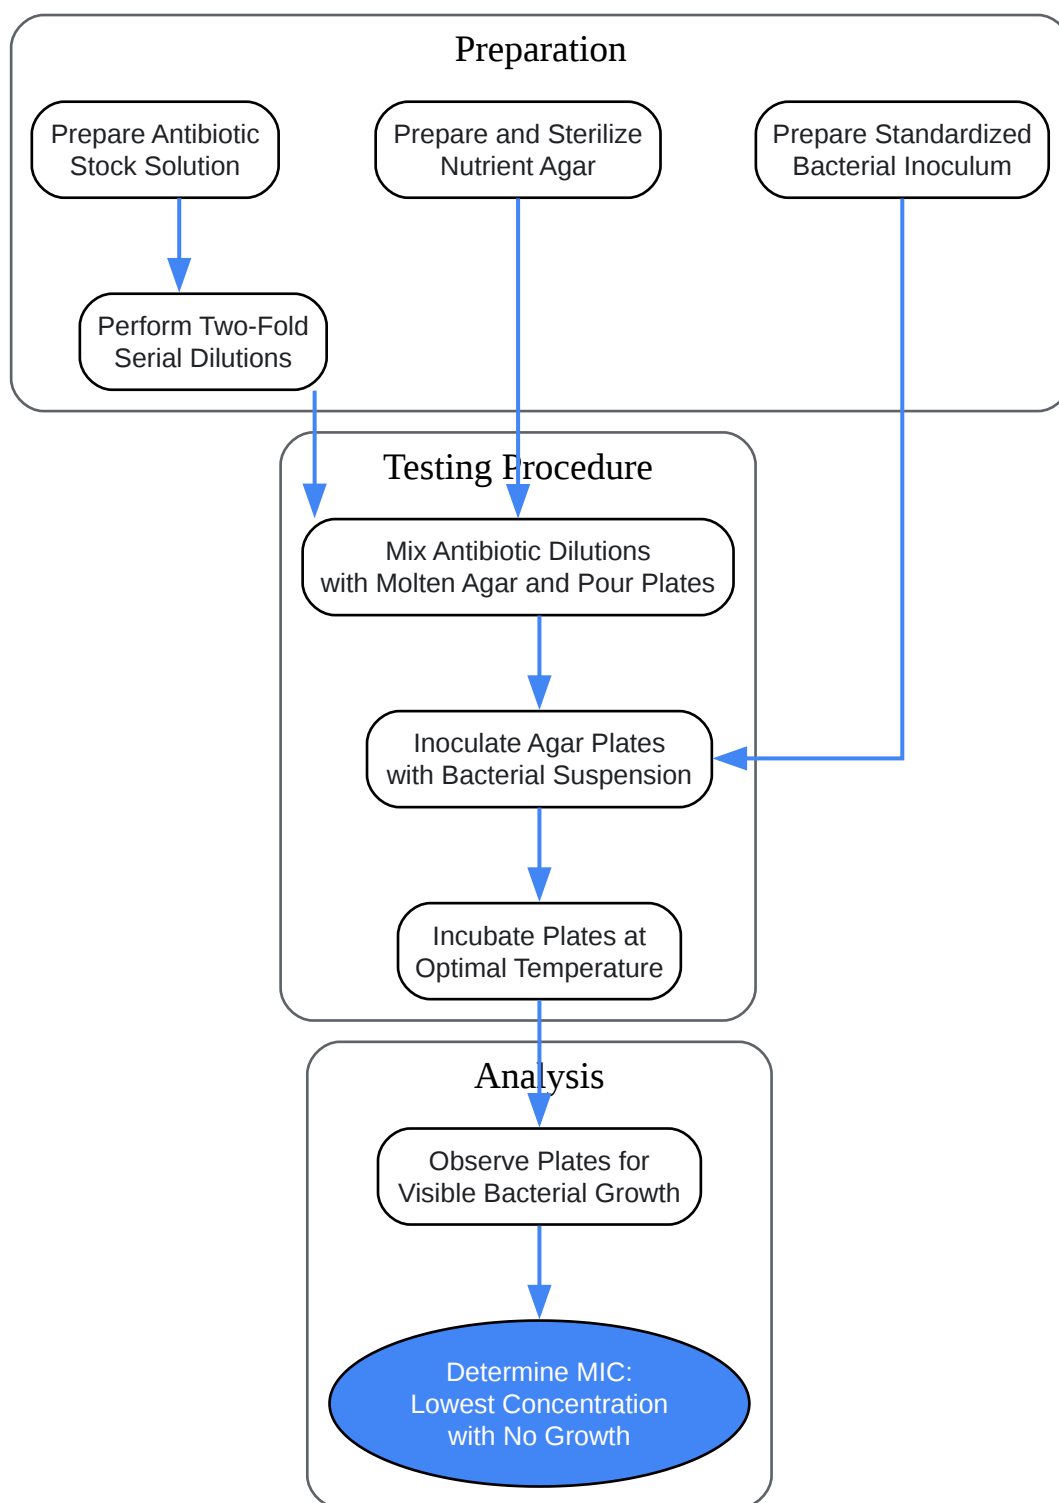 Preparation
Prepare Antibiotic
Stock Solution
Prepare and Sterilize
Nutrient Agar
Prepare Standardized
Bacterial Inoculum
Perform Two-Fold
Serial Dilutions
Testing Procedure
Mix Antibiotic Dilutions
with Molten Agar and Pour Plates
Inoculate Agar Plates
with Bacterial Suspension
Incubate Plates at
Optimal Temperature
Analysis
Observe Plates for
Visible Bacterial Growth
Determine MIC:
Lowest Concentration
with No Growth